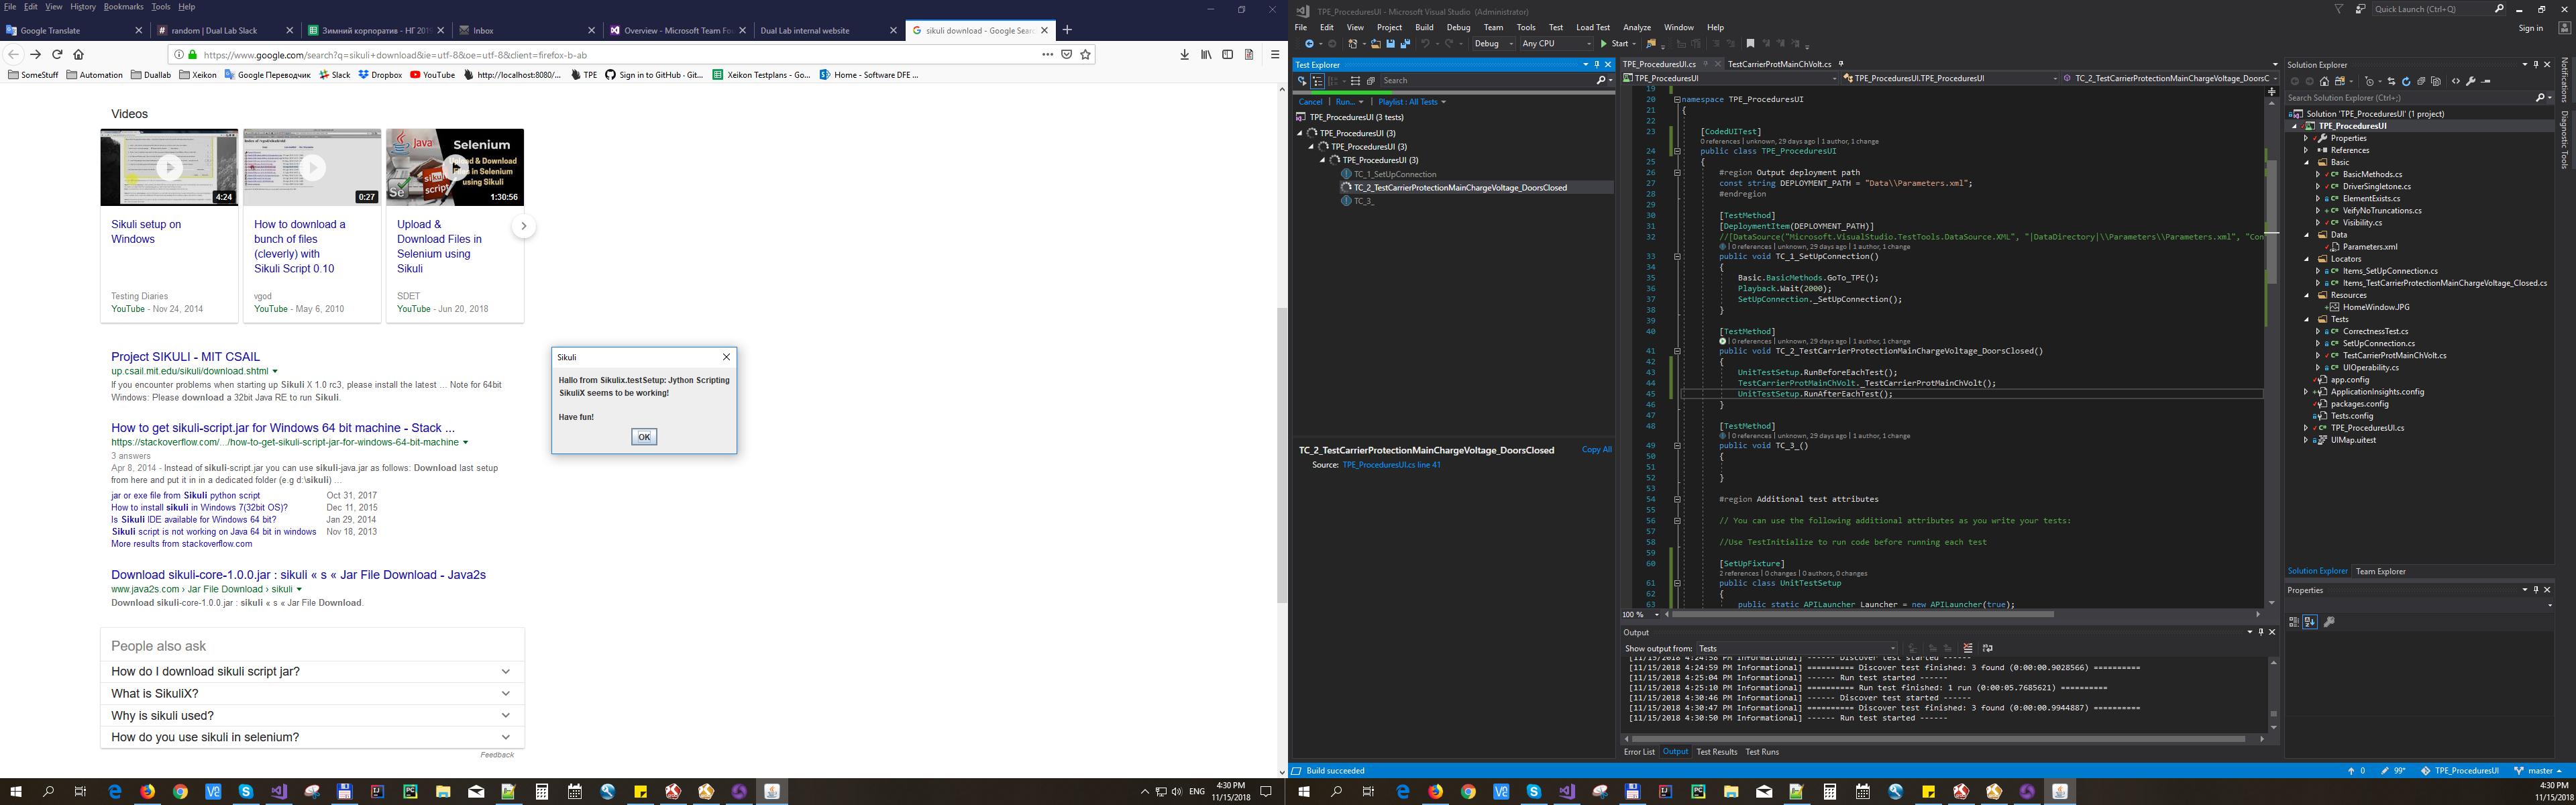 File Edit View History Bookmarks Tools Help
Google Translate
random | Dual Lab Slack
Зимний корпоратив - НГ 2019
Inbox
Overview - Microsoft Team Fou
Dual Lab internal website
sikuli download - Google Sear
https://www.google.com/search?q=sikuli+download&ie=utf-8&oe=utf-8&client=firefox-b-ab
SomeStuff Automation Duallab Xeikon Google Переводчик Slack Dropbox YouTube http://localhost:8080/... TPE Sign in to GitHub · Git... Xeikon Testplans - Go... Home - Software DFE ...
Videos
4:24
0:27
Java
Selenium
Upload & Download Files in Selenium using Sikuli
script
Se
1:30:56
Sikuli setup on Windows
How to download a bunch of files (cleverly) with Sikuli Script 0.10
Upload & Download Files in Selenium using Sikuli
Testing Diaries
YouTube - Nov 24, 2014
vgod
YouTube - May 6, 2010
SDET
YouTube - Jun 20, 2018
Project SIKULI - MIT CSAIL
up.csail.mit.edu/sikuli/download.shtml
If you encounter problems when starting up Sikuli X 1.0 rc3, please install the latest ... Note for 64bit
Windows: Please download a 32bit Java RE to run Sikuli.
How to get sikuli-script.jar for Windows 64 bit machine - Stack ...
https://stackoverflow.com/.../how-to-get-sikuli-script-jar-for-windows-64-bit-machine
3 answers
Apr 8, 2014 - Instead of sikuli-script.jar you can use sikuli-java.jar as follows: Download last setup
from here and put it in in a dedicated folder (e.g d:\sikuli) ...
jar or exe file from Sikuli python script Oct 31, 2017
How to install sikuli in Windows 7(32bit OS)? Dec 11, 2015
Is Sikuli IDE available for Windows 64 bit? Jan 29, 2014
Sikuli script is not working on Java 64 bit in windows Nov 18, 2013
More results from stackoverflow.com
Download sikuli-core-1.0.0.jar : sikuli « s « Jar File Download - Java2s
www.java2s.com › Jar File Download › sikuli
Download sikuli-core-1.0.0.jar : sikuli « s « Jar File Download.
People also ask
How do I download sikuli script jar?
What is SikuliX?
Why is sikuli used?
How do you use sikuli in selenium?
Feedback
Sikuli
Hallo from Sikulix.testSetup: Jython Scripting
SikuliX seems to be working!
Have fun!
OK
ENG
4:30 PM
11/15/2018
TPE_ProceduresUI - Microsoft Visual Studio (Administrator)
Quick Launch (Ctrl+Q)
File Edit View Project Build Debug Team Tools Test Load Test Analyze Window Help
Sign in
Debug Any CPU Start
Test Explorer
Search
Cancel | Run... | Playlist : All Tests
TPE_ProceduresUI (3 tests)
TPE_ProceduresUI (3)
TPE_ProceduresUI (3)
TPE_ProceduresUI (3)
TC_1_SetUpConnection
TC_2_TestCarrierProtectionMainChargeVoltage_DoorsClosed
TC_3_
TC_2_TestCarrierProtectionMainChargeVoltage_DoorsClosed Copy All
Source: TPE_ProceduresUI.cs line 41
TPE_ProceduresUI.cs
TestCarrierProtMainChVolt.cs
TPE_ProceduresUI
TPE_ProceduresUI.TPE_ProceduresUI
TC_2_TestCarrierProtectionMainChargeVoltage_DoorsC
19
20 namespace TPE_ProceduresUI
21 {
22
23 [CodedUITest]
0 references | unknown, 29 days ago | 1 author, 1 change
24 public class TPE_ProceduresUI
25 {
26 #region Output deployment path
27 const string DEPLOYMENT_PATH = "Data\\Parameters.xml";
28 #endregion
29
30 [TestMethod]
31 [DeploymentItem(DEPLOYMENT_PATH)]
32 //[DataSource("Microsoft.VisualStudio.TestTools.DataSource.XML", "|DataDirectory|\\Parameters\\Parameters.xml", "Con
| 0 references | unknown, 29 days ago | 1 author, 1 change
33 public void TC_1_SetUpConnection()
34 {
35 Basic.BasicMethods.GoTo_TPE();
36 Playback.Wait(2000);
37 SetUpConnection._SetUpConnection();
38 }
39
40 [TestMethod]
| 0 references | unknown, 29 days ago | 1 author, 1 change
41 public void TC_2_TestCarrierProtectionMainChargeVoltage_DoorsClosed()
42 {
43 UnitTestSetup.RunBeforeEachTest();
44 TestCarrierProtMainChVolt._TestCarrierProtMainChVolt();
45 UnitTestSetup.RunAfterEachTest();
46 }
47
48 [TestMethod]
| 0 references | unknown, 29 days ago | 1 author, 1 change
49 public void TC_3_()
50 {
51
52 }
53
54 #region Additional test attributes
55
56 // You can use the following additional attributes as you write your tests:
57
58 //Use TestInitialize to run code before running each test
59
60 [SetUpFixture]
2 references | 0 changes | 0 authors, 0 changes
61 public class UnitTestSetup
62 {
63 public static APILauncher Launcher = new APILauncher(true);
100 %
Output
Show output from: Tests
[11/15/2018 4:24:58 PM Informational] ------ Discover test started ------
[11/15/2018 4:24:59 PM Informational] ========== Discover test finished: 3 found (0:00:00.9028566) ==========
[11/15/2018 4:25:04 PM Informational] ------ Run test started ------
[11/15/2018 4:25:10 PM Informational] ========== Run test finished: 1 run (0:00:05.7685621) ==========
[11/15/2018 4:30:46 PM Informational] ------ Discover test started ------
[11/15/2018 4:30:47 PM Informational] ========== Discover test finished: 3 found (0:00:00.9944887) ==========
[11/15/2018 4:30:50 PM Informational] ------ Run test started ------
Error List Output Test Results Test Runs
Build succeeded
0 99* TPE_ProceduresUI master
Solution Explorer
Search Solution Explorer (Ctrl+;)
Solution 'TPE_ProceduresUI' (1 project)
TPE_ProceduresUI
Properties
References
Basic
BasicMethods.cs
DriverSingletone.cs
ElementExists.cs
VeifyNoTruncations.cs
Visibility.cs
Data
Parameters.xml
Locators
Items_SetUpConnection.cs
Items_TestCarrierProtectionMainChargeVoltage_Closed.cs
Resources
HomeWindow.JPG
Tests
CorrectnessTest.cs
SetUpConnection.cs
TestCarrierProtMainChVolt.cs
UIOperability.cs
app.config
ApplicationInsights.config
packages.config
Tests.config
TPE_ProceduresUI.cs
UIMap.uitest
Solution Explorer Team Explorer
Properties
Notifications
Diagnostic Tools
4:30 PM
11/15/2018